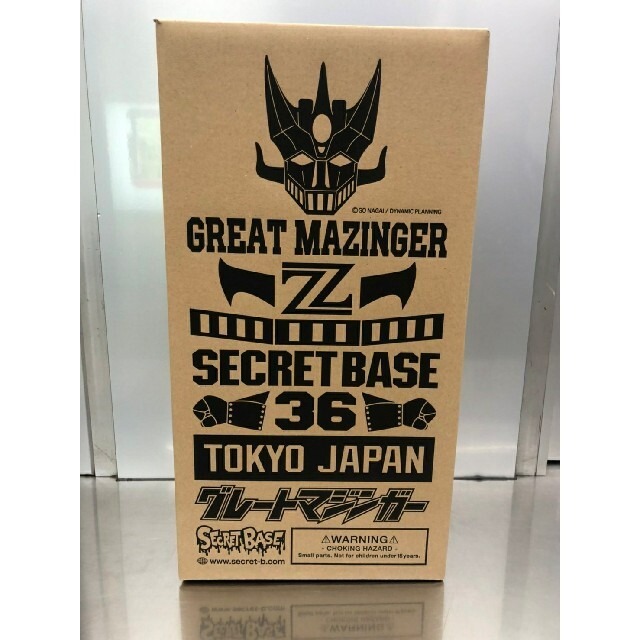 ©GO NAGAI / DYNAMIC PLANNING
GREAT MAZINGER
Z
SECRET BASE
36
TOKYO JAPAN
グレートマジンガー
SECRET BASE
www.secret-b.com
⚠WARNING⚠
- CHOKING HAZARD -
Small parts. Not for children under 15 years.